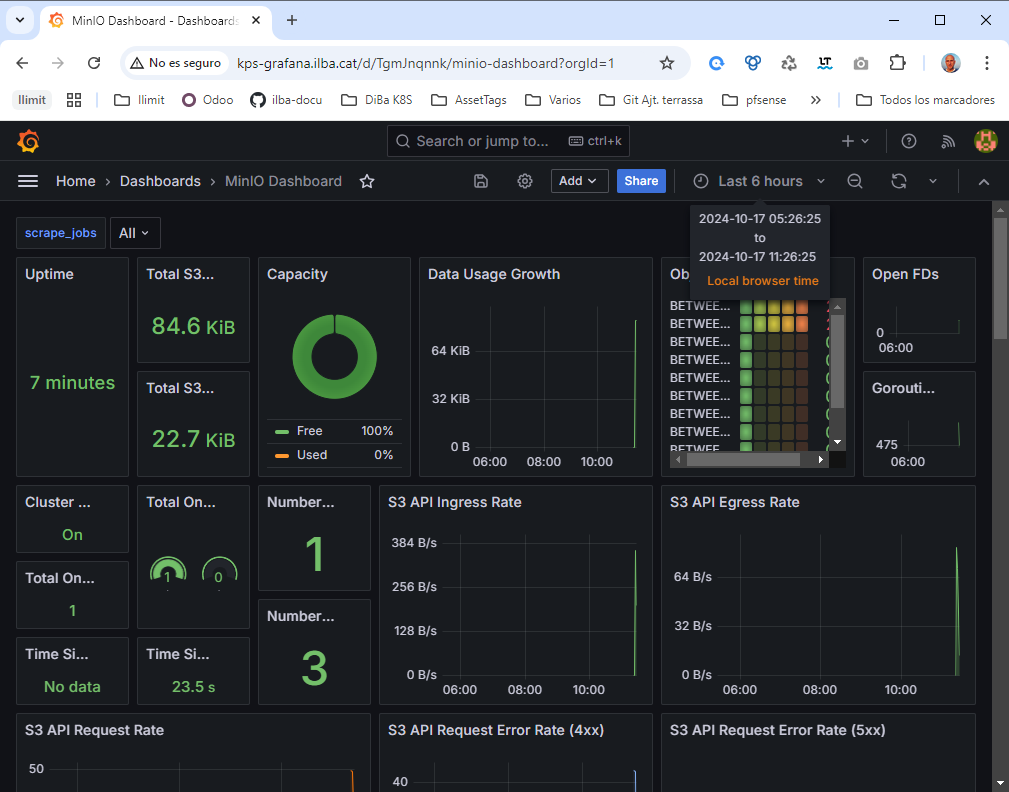 MinIO Dashboard - Dashboards
No es seguro
kps-grafana.ilba.cat/d/TgmJnqnnk/minio-dashboard?orgId=1
LT
Ilimit
Ilimit
Odoo
ilba-docu
DiBa K8S
AssetTags
Varios
Git Ajt. terrassa
pfsense
»
Todos los marcadores
Search or jump to...
ctrl+k
Home › Dashboards › MinIO Dashboard
Add
Share
Last 6 hours
2024-10-17 05:26:25
to
2024-10-17 11:26:25
Local browser time
scrape_jobs
All
Uptime
7 minutes
Total S3...
84.6 KiB
Total S3...
22.7 KiB
Capacity
Free 100%
Used 0%
Data Usage Growth
64 KiB
32 KiB
0 B
06:00 08:00 10:00
BETWEE...
BETWEE...
BETWEE...
BETWEE...
BETWEE...
BETWEE...
BETWEE...
BETWEE...
BETWEE...
Open FDs
0
06:00
Gorouti...
475
06:00
Cluster ...
On
Total On...
1
0
Number...
1
S3 API Ingress Rate
384 B/s
256 B/s
128 B/s
0 B/s
06:00 08:00 10:00
S3 API Egress Rate
64 B/s
32 B/s
0 B/s
06:00 08:00 10:00
Total On...
1
Number...
3
Time Si...
No data
Time Si...
23.5 s
S3 API Request Rate
50
S3 API Request Error Rate (4xx)
40
S3 API Request Error Rate (5xx)